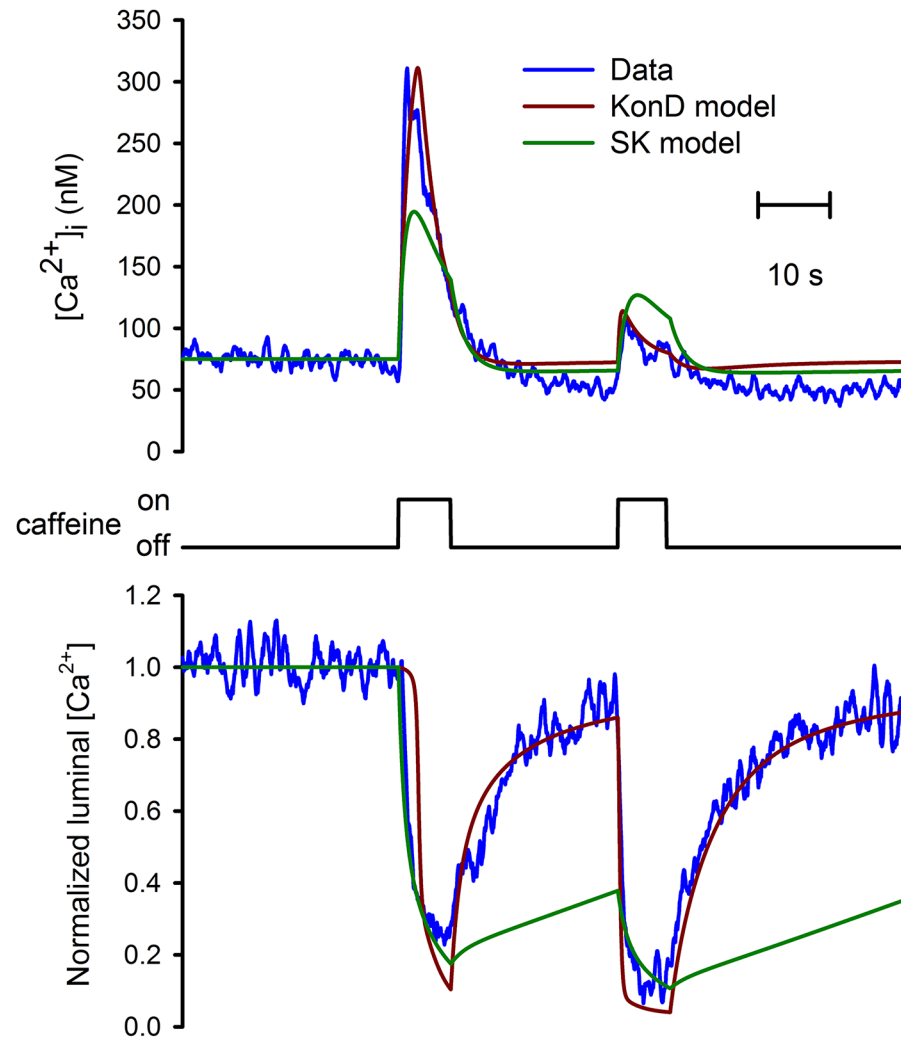 350
300
250
200
150
100
50
0
[Ca²⁺]ᵢ (nM)
Data
KonD model
SK model
10 s
caffeine
on
off
1.2
1.0
0.8
0.6
0.4
0.2
0.0
Normalized luminal [Ca²⁺]